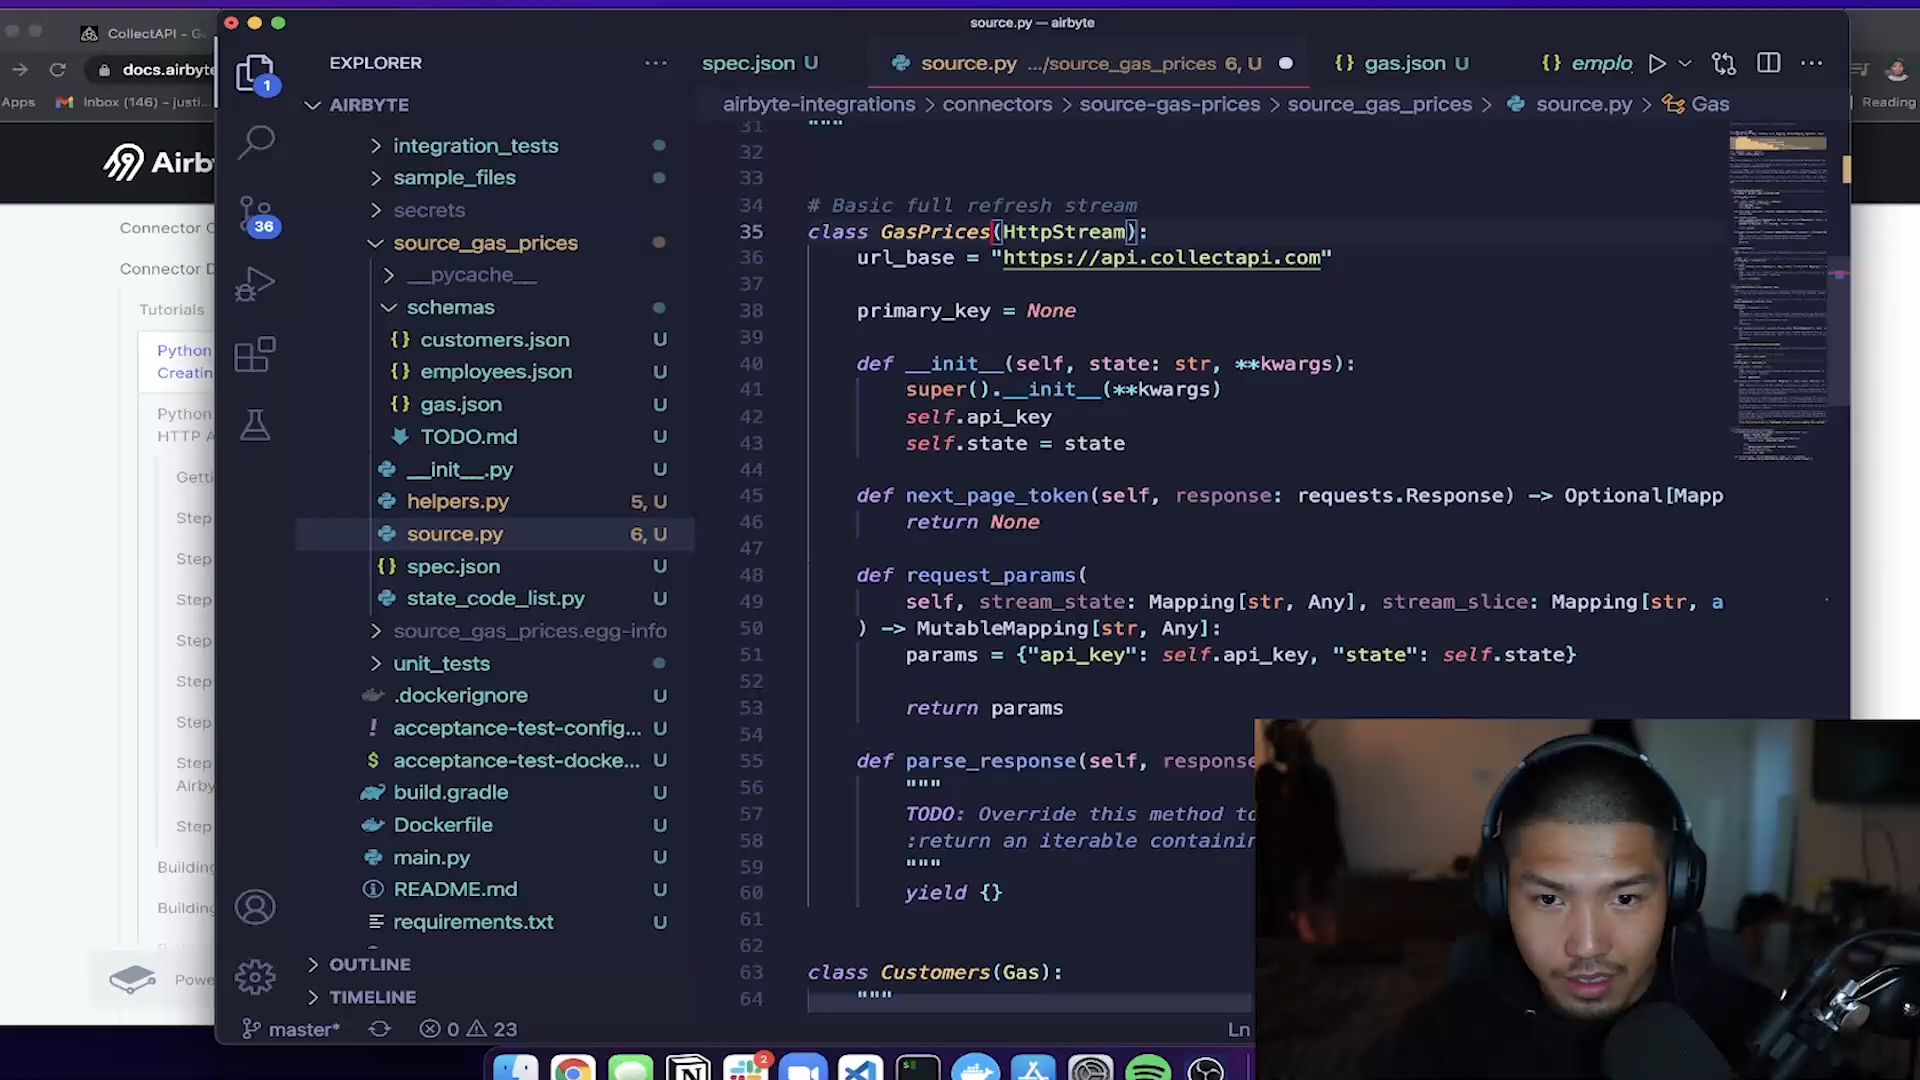 source.py — airbyte
CollectAPI - Ga
docs.airbyte
Apps
Inbox (146) - justi...
Reading
Airb
Connector C
Connector D
Tutorials
Python
Creatin
Python
HTTP A
Getti
Step
Step
Step
Step
Step
Step
Step
Step
Airby
Step
Building
Building
Powe
1
36
EXPLORER
...
AIRBYTE
integration_tests
sample_files
secrets
source_gas_prices
__pycache__
schemas
customers.json U
employees.json U
gas.json U
TODO.md U
__init__.py U
helpers.py 5, U
source.py 6, U
spec.json U
state_code_list.py U
source_gas_prices.egg-info
unit_tests
.dockerignore U
acceptance-test-config... U
acceptance-test-docke... U
build.gradle U
Dockerfile U
main.py U
README.md U
requirements.txt U
OUTLINE
TIMELINE
spec.json U
source.py .../source_gas_prices 6, U
gas.json U
emplo
airbyte-integrations > connectors > source-gas-prices > source_gas_prices > source.py > Gas
31 """
32
33
34 # Basic full refresh stream
35 class GasPrices(HttpStream):
36 url_base = "https://api.collectapi.com"
37
38 primary_key = None
39
40 def __init__(self, state: str, **kwargs):
41 super().__init__(**kwargs)
42 self.api_key
43 self.state = state
44
45 def next_page_token(self, response: requests.Response) -> Optional[Mapp
46 return None
47
48 def request_params(
49 self, stream_state: Mapping[str, Any], stream_slice: Mapping[str, a
50 ) -> MutableMapping[str, Any]:
51 params = {"api_key": self.api_key, "state": self.state}
52
53 return params
54
55 def parse_response(self, response
56 """
57 TODO: Override this method to
58 :return an iterable containin
59 """
60 yield {}
61
62
63 class Customers(Gas):
64 """
master* 0 23
Ln
2